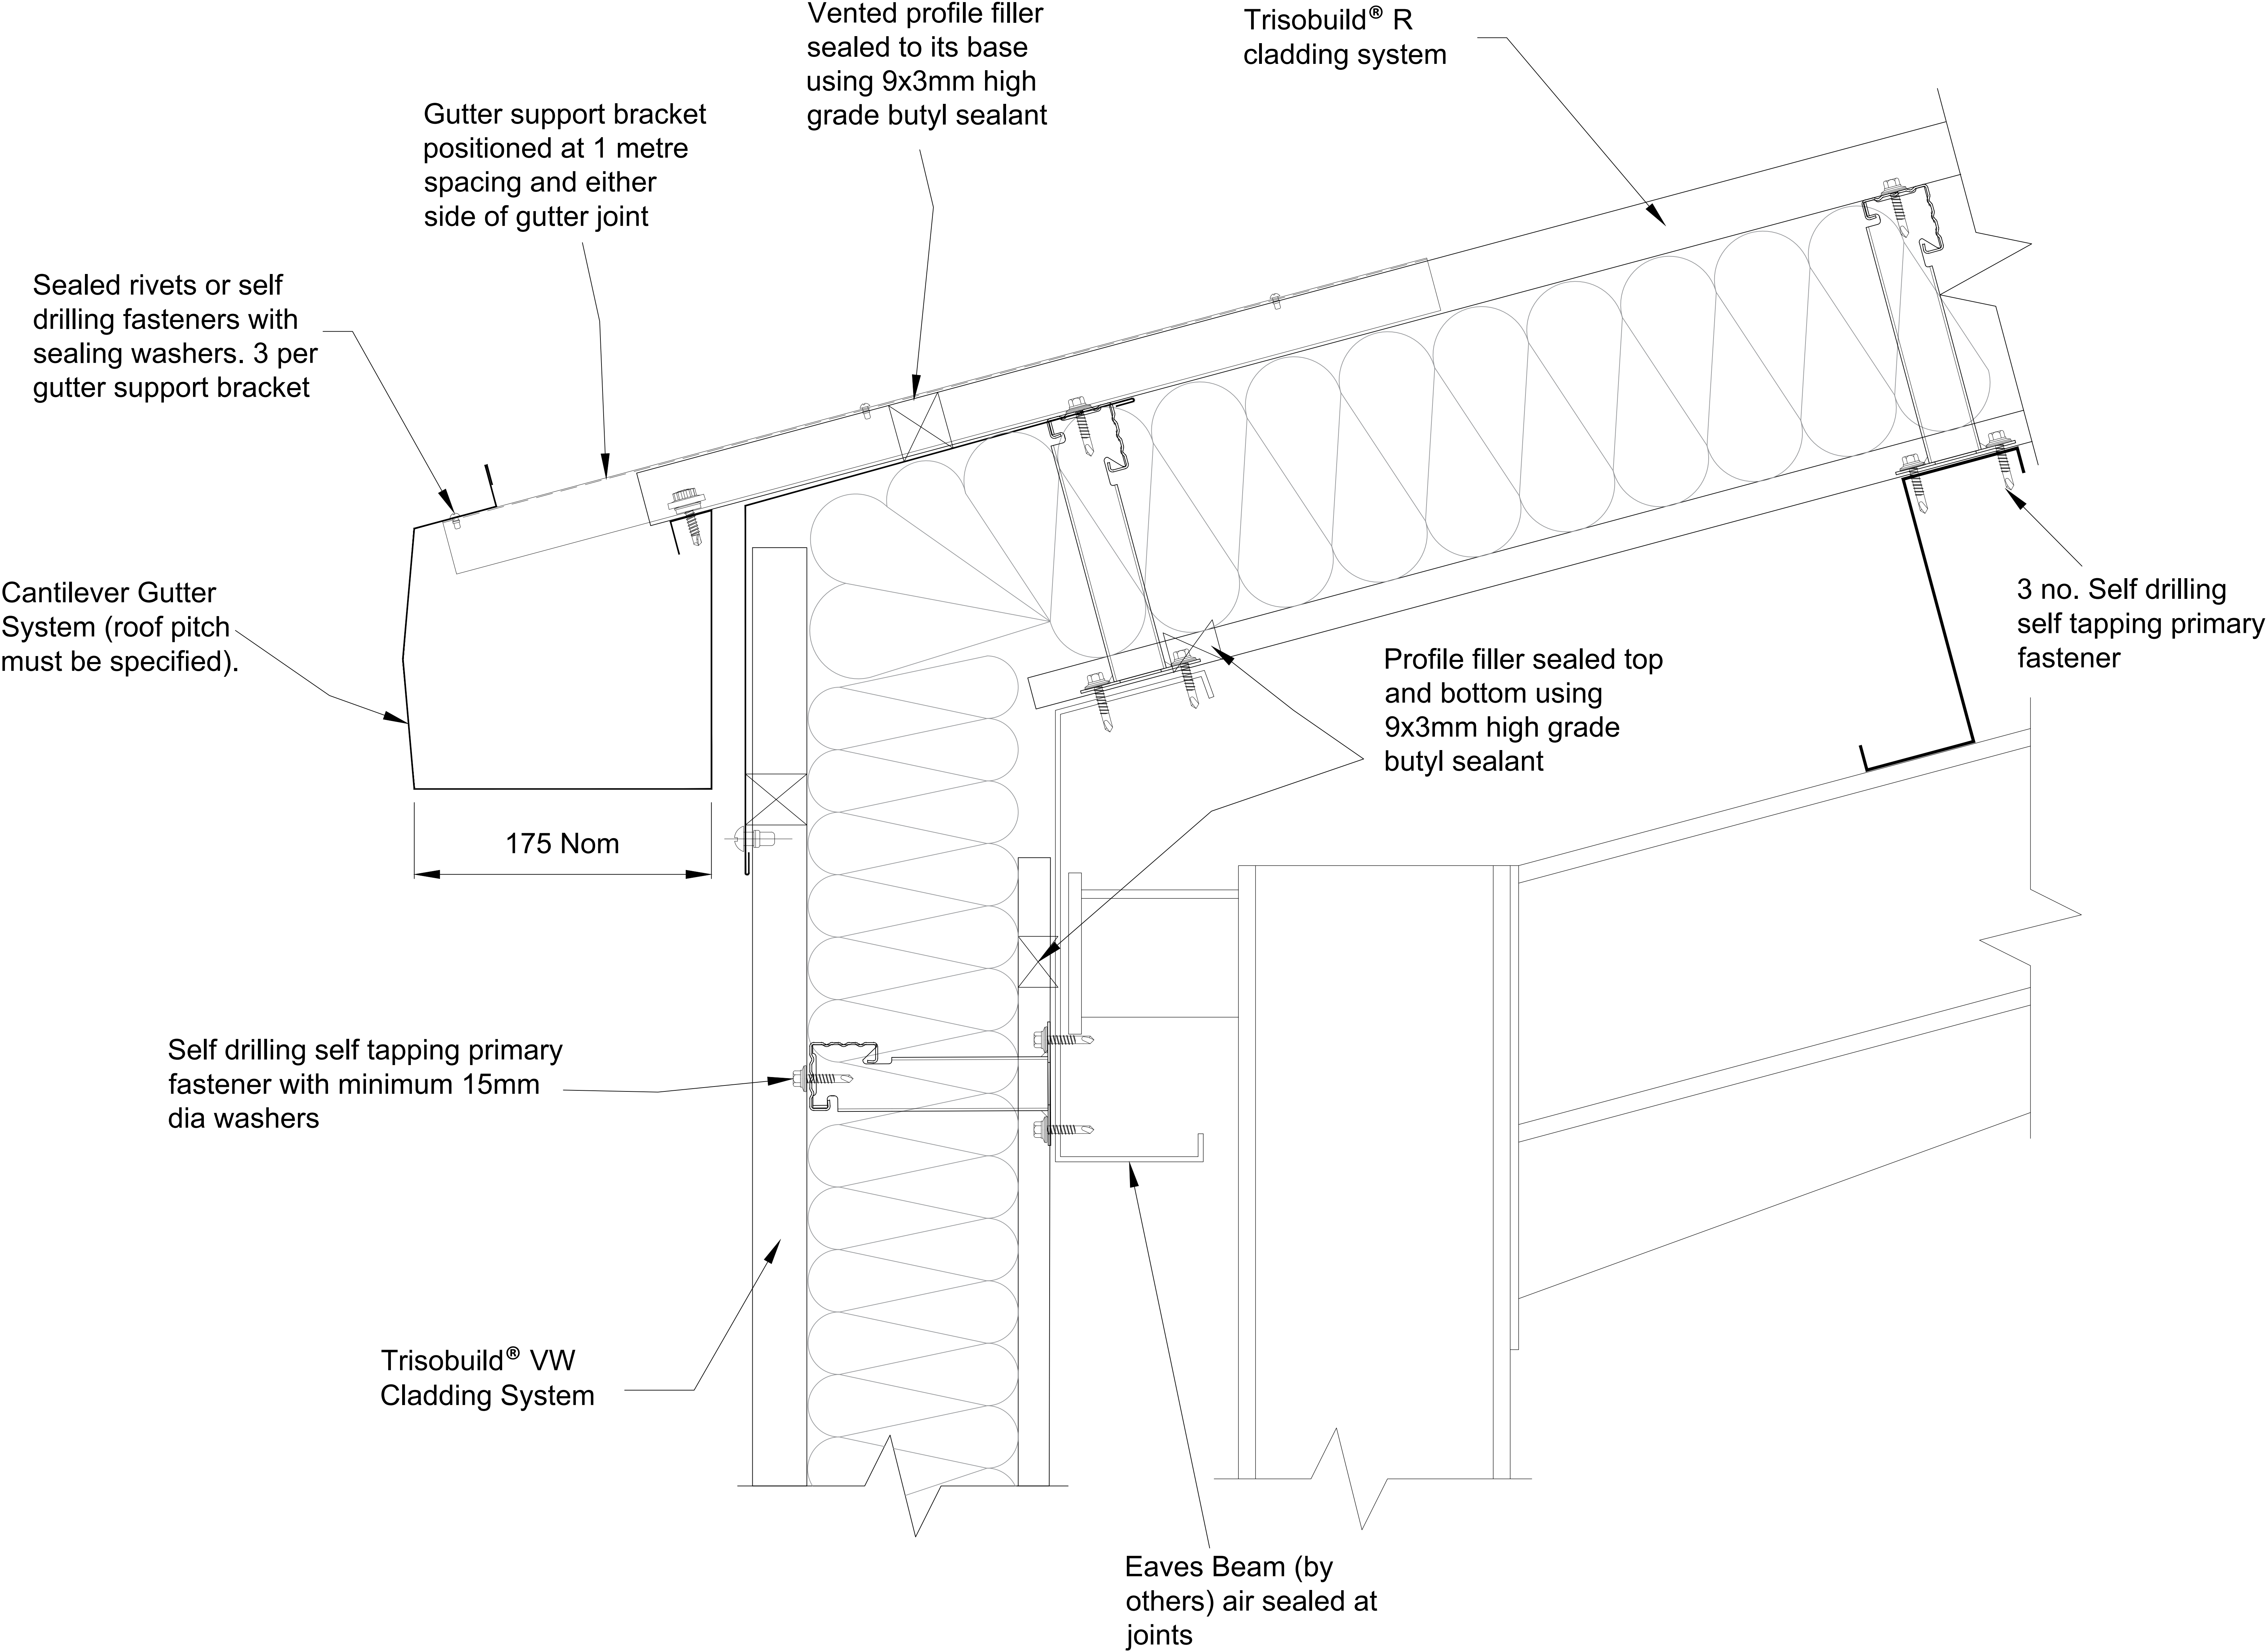 Vented profile filler
sealed to its base
using 9x3mm high
grade butyl sealant
Trisobuild® R
cladding system
Gutter support bracket
positioned at 1 metre
spacing and either
side of gutter joint
Sealed rivets or self
drilling fasteners with
sealing washers. 3 per
gutter support bracket
Cantilever Gutter
System (roof pitch
must be specified).
3 no. Self drilling
self tapping primary
fastener
Profile filler sealed top
and bottom using
9x3mm high grade
butyl sealant
175 Nom
Self drilling self tapping primary
fastener with minimum 15mm
dia washers
Trisobuild® VW
Cladding System
Eaves Beam (by
others) air sealed at
joints